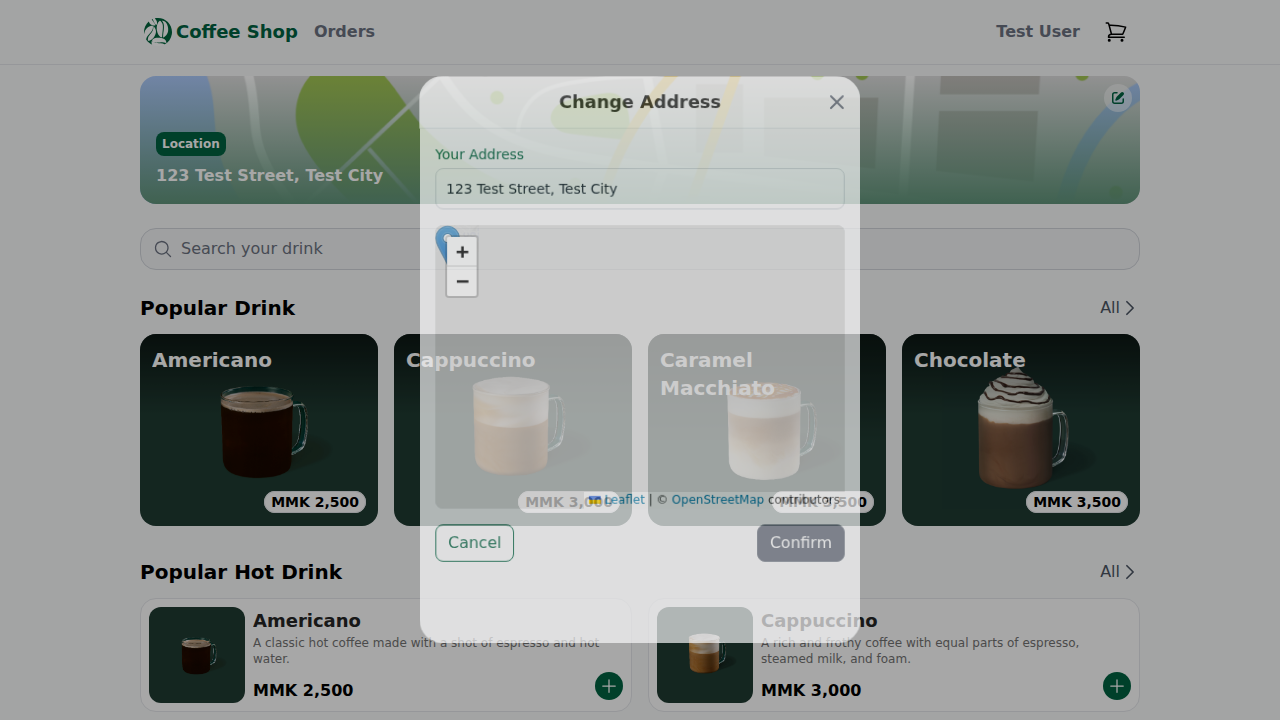 Coffee Shop
Orders
Test User
Change Address
Location
123 Test Street, Test City
Your Address
123 Test Street, Test City
Search your drink
+
−
Popular Drink
All
Americano
Cappuccino
Caramel
Macchiato
Chocolate
MMK 2,500
MMK 3,000
MMK 3,500
Leaflet | © OpenStreetMap contributors
Cancel
Confirm
Popular Hot Drink
All
Americano
A classic hot coffee made with a shot of espresso and hot
water.
MMK 2,500
Cappuccino
A rich and frothy coffee with equal parts of espresso,
steamed milk, and foam.
MMK 3,000